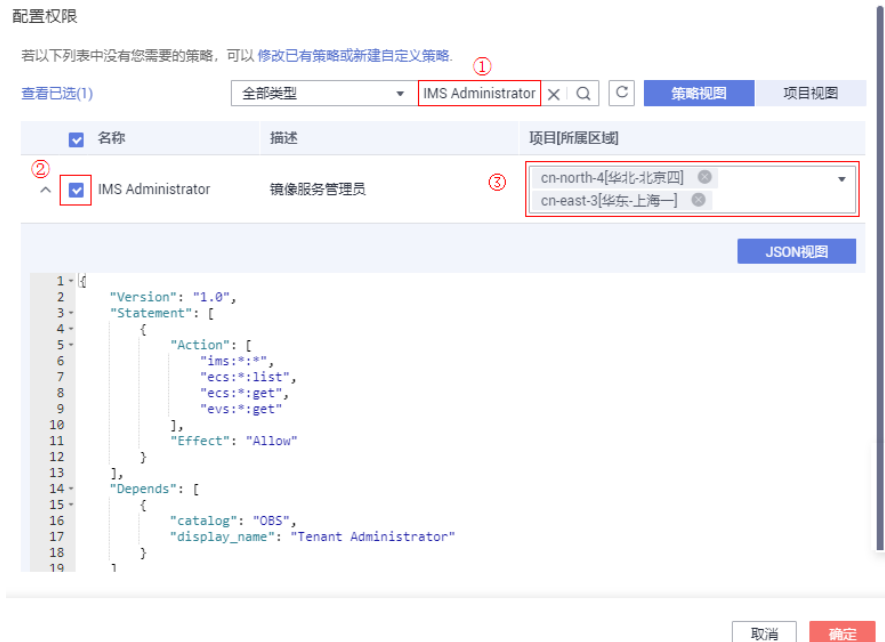 配置权限
若以下列表中没有您需要的策略，可以 修改已有策略或新建自定义策略.
①
查看已选(1) 全部类型 IMS Administrator 策略视图 项目视图
名称 描述 项目[所属区域]
② IMS Administrator 镜像服务管理员 ③ cn-north-4[华北-北京四]
cn-east-3[华东-上海一]
JSON视图
1 {
2 "Version": "1.0",
3 "Statement": [
4 {
5 "Action": [
6 "ims:*:*",
7 "ecs:*:list",
8 "ecs:*:get",
9 "evs:*:get"
10 ],
11 "Effect": "Allow"
12 }
13 ],
14 "Depends": [
15 {
16 "catalog": "OBS",
17 "display_name": "Tenant Administrator"
18 }
19 ]
取消 确定